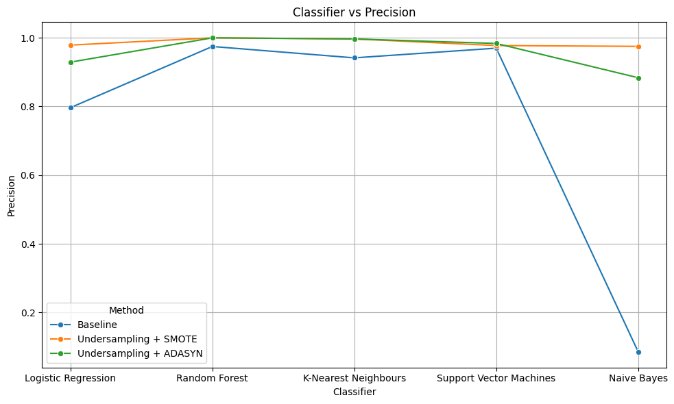 Classifier vs Precision
Precision
1.0
0.8
0.6
0.4
0.2
Method
Baseline
Undersampling + SMOTE
Undersampling + ADASYN
Logistic Regression
Random Forest
K-Nearest Neighbours
Support Vector Machines
Naive Bayes
Classifier